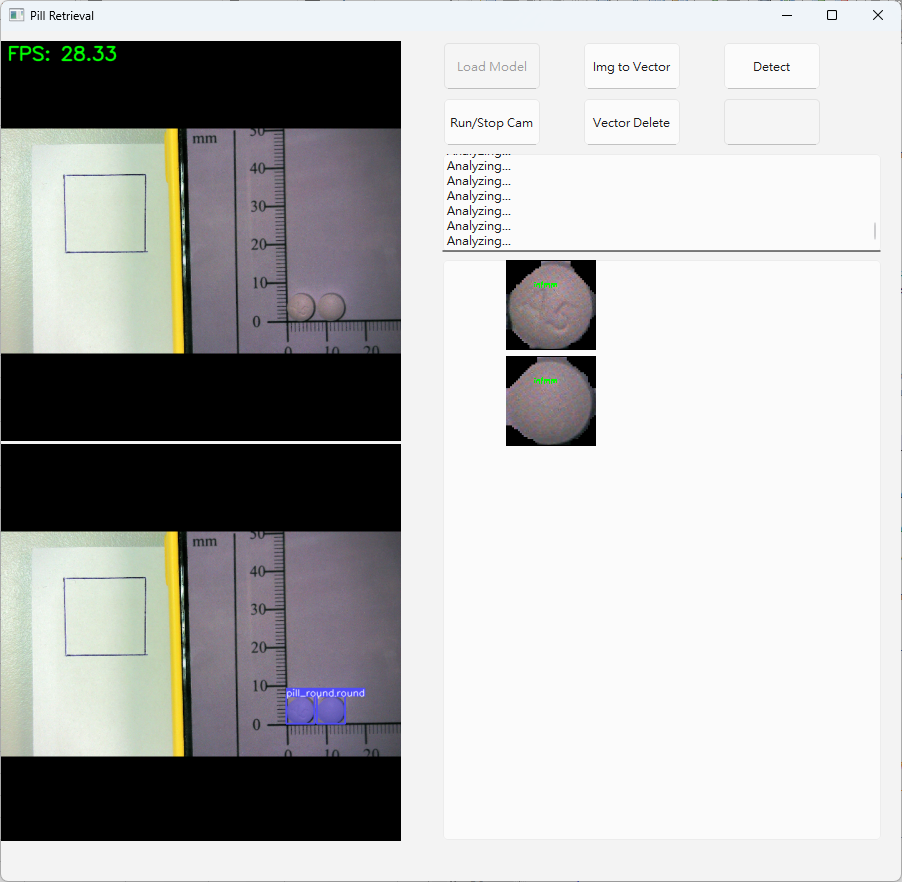 Pill Retrieval
FPS: 28.33
mm
50
40
30
20
10
0
0
10
20
mm
50
40
30
20
10
0
pill_round.round
0
10
20
Load Model
Img to Vector
Detect
Run/Stop Cam
Vector Delete
Analyzing...
Analyzing...
Analyzing...
Analyzing...
Analyzing...
Analyzing...
Analyzing...